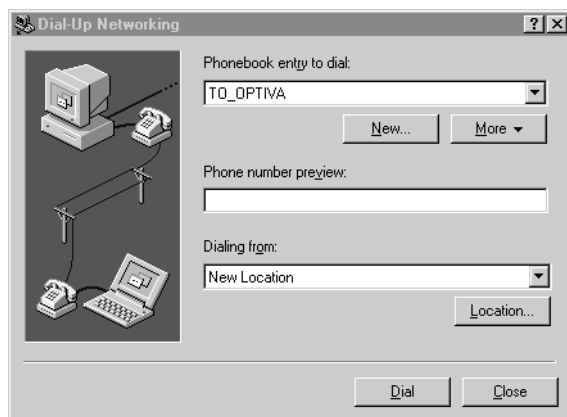 Dial-Up Networking
Phonebook entry to dial:
TO_OPTIVA
New... More
Phone number preview:
Dialing from:
New Location
Location...
Dial Close